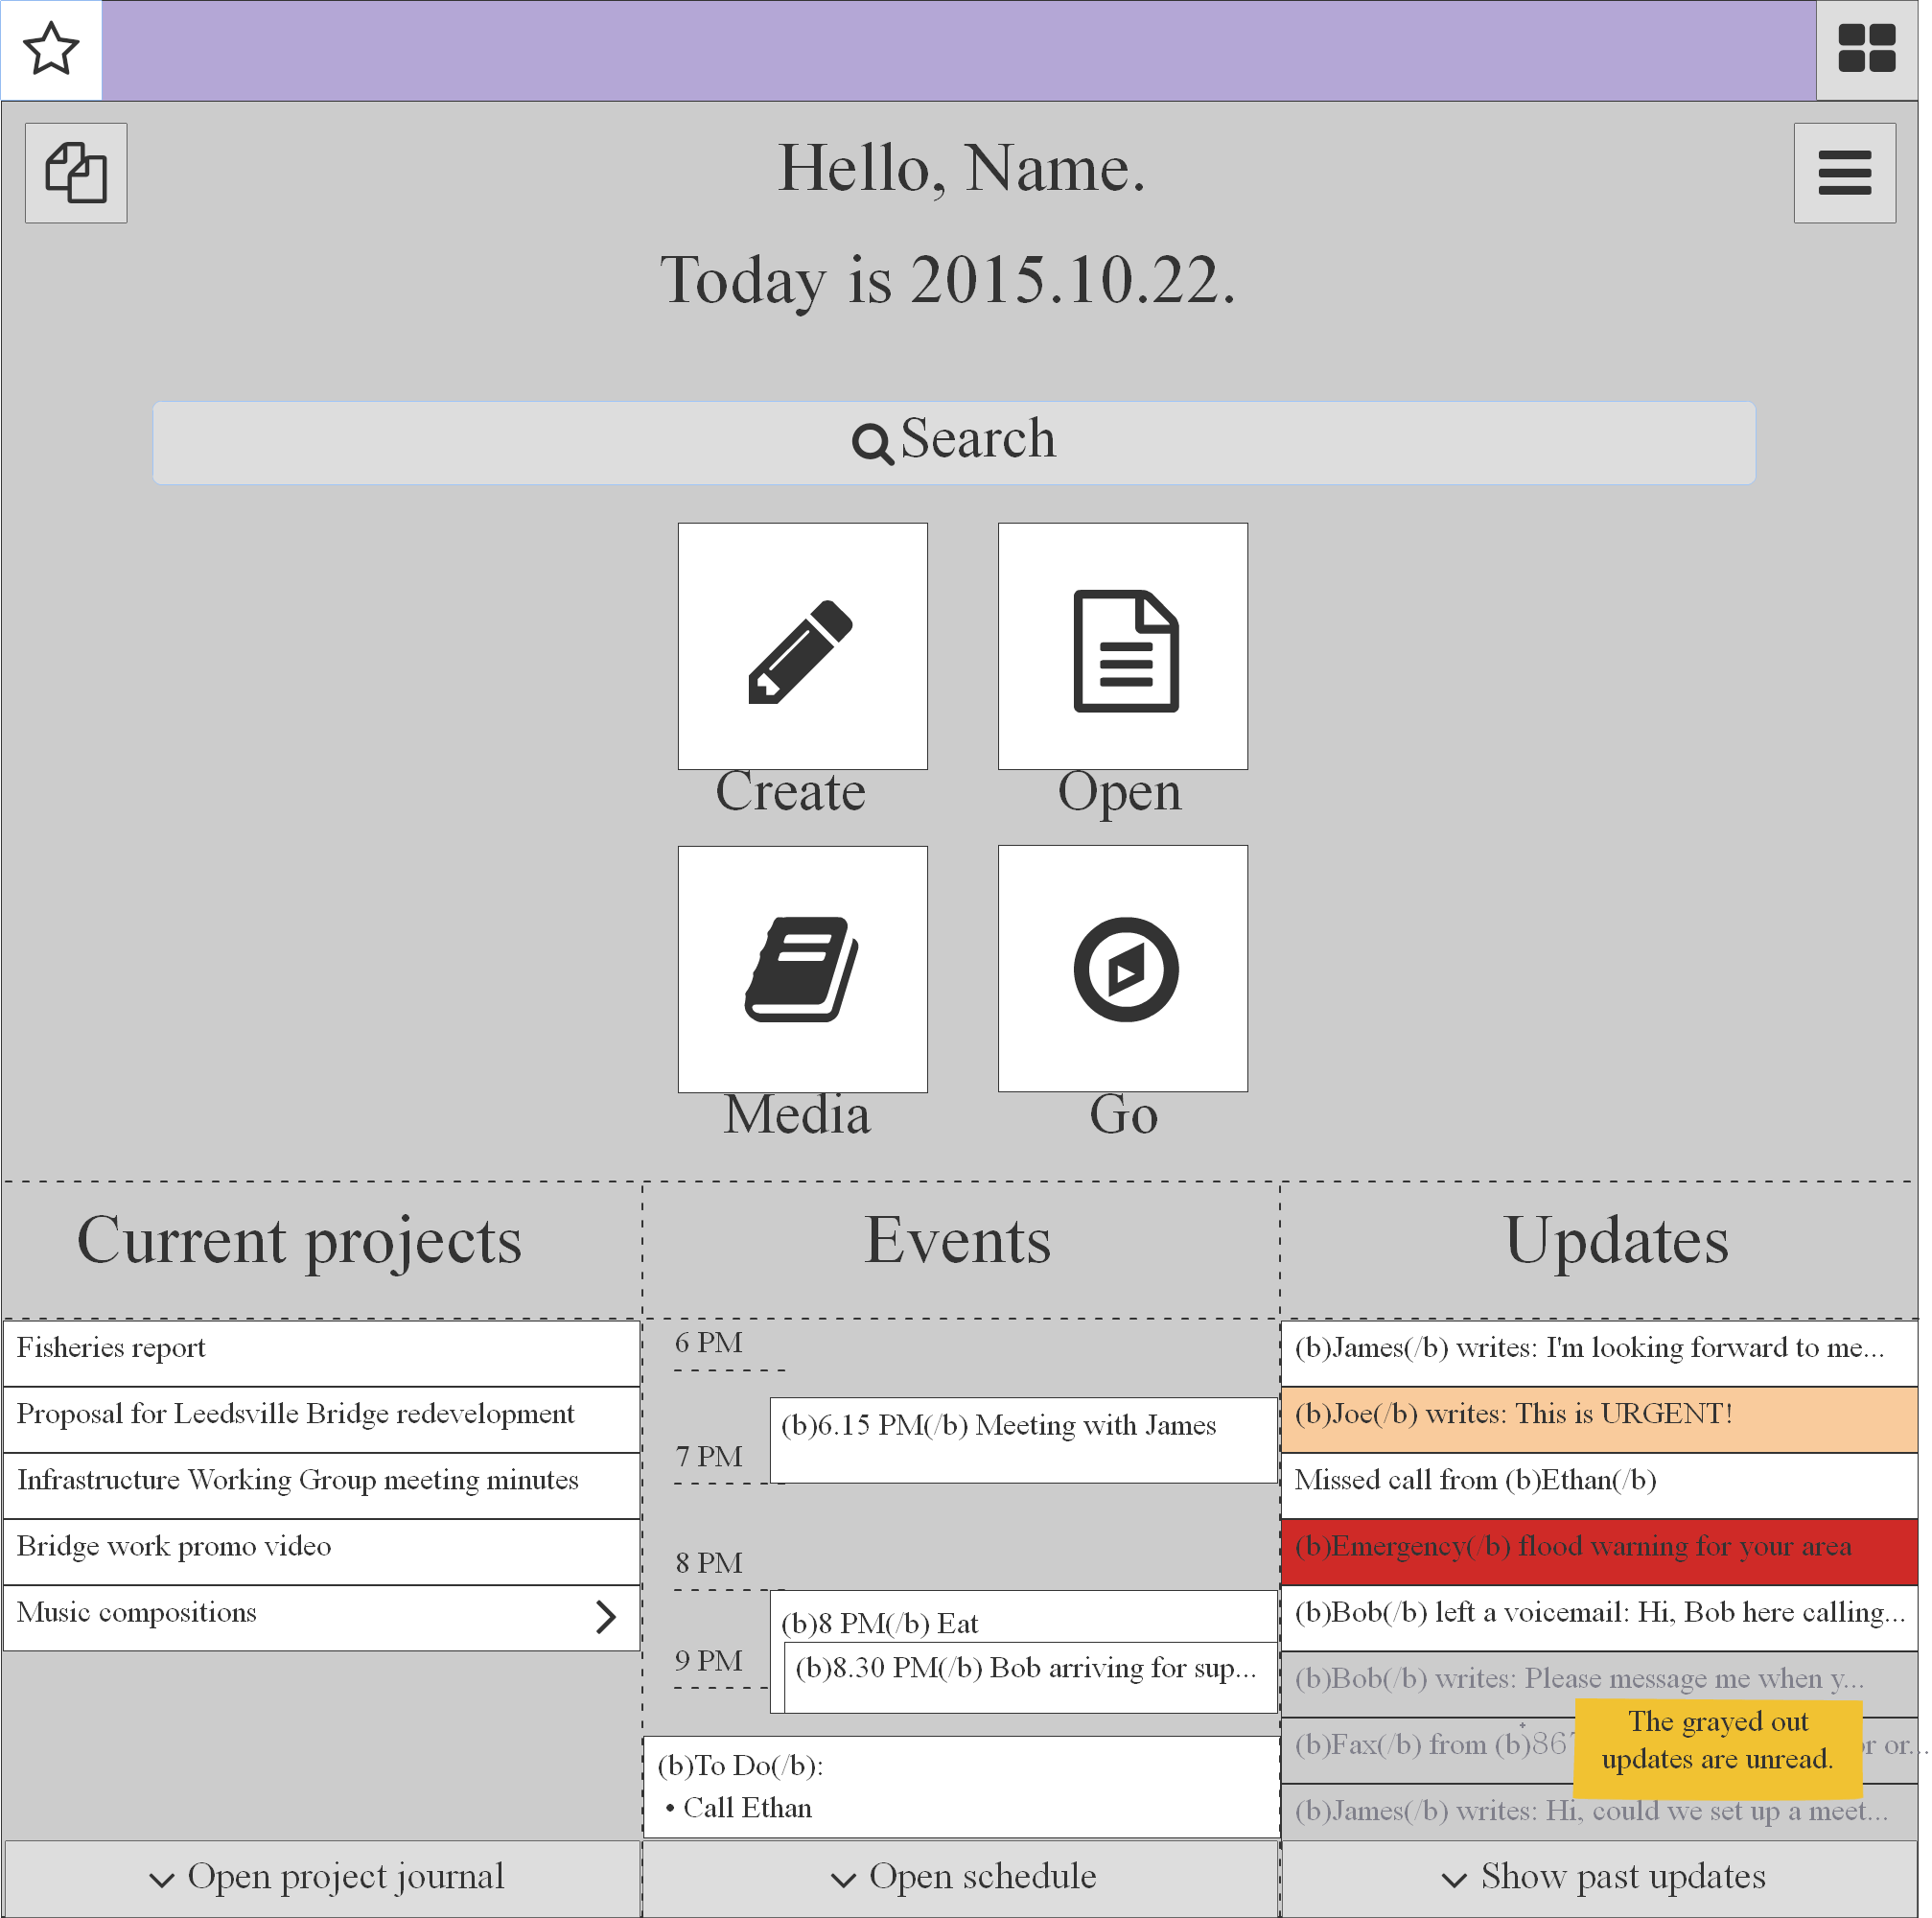 Hello, Name.
Today is 2015.10.22.
Search
Create
Open
Media
Go
Current projects
Fisheries report
Proposal for Leedsville Bridge redevelopment
Infrastructure Working Group meeting minutes
Bridge work promo video
Music compositions
Open project journal
Events
6 PM
(b)6.15 PM(/b) Meeting with James
7 PM
8 PM
(b)8 PM(/b) Eat
9 PM
(b)8.30 PM(/b) Bob arriving for sup...
(b)To Do(/b):
• Call Ethan
Open schedule
Updates
(b)James(/b) writes: I'm looking forward to me...
(b)Joe(/b) writes: This is URGENT!
Missed call from (b)Ethan(/b)
(b)Emergency(/b) flood warning for your area
(b)Bob(/b) left a voicemail: Hi, Bob here calling...
(b)Bob(/b) writes: Please message me when y...
(b)Fax(/b) from (b)867 or...
The grayed out
updates are unread.
(b)James(/b) writes: Hi, could we set up a meet...
Show past updates